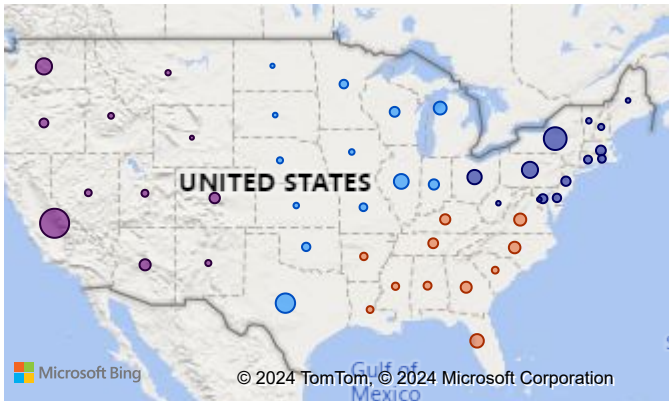 UNITED STATES
Gulf of
Mexico
Microsoft Bing
© 2024 TomTom, © 2024 Microsoft Corporation